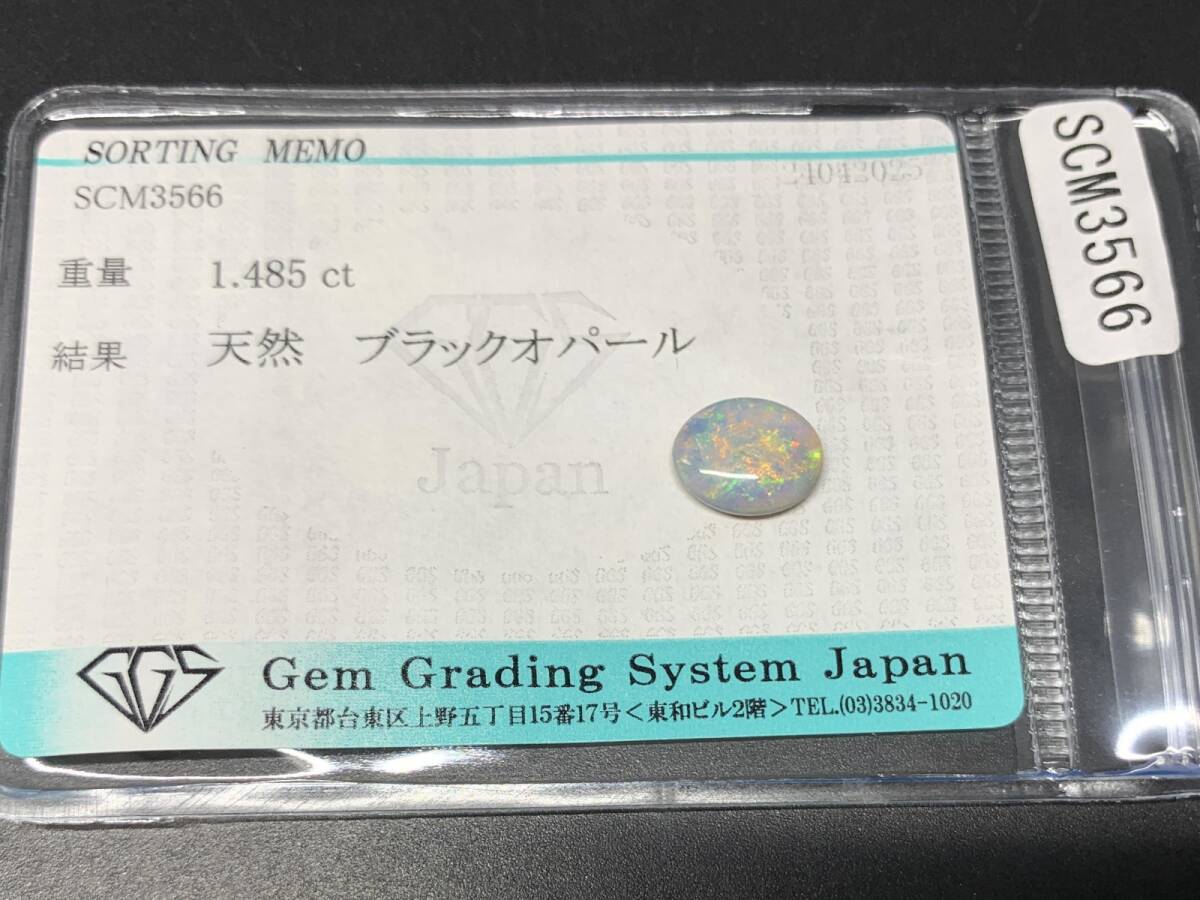 SORTING MEMO
SCM3566
24042025
重量 1.485 ct
結果 天然 ブラックオパール
Japan
GGS
Gem Grading System Japan
東京都台東区上野五丁目15番17号<東和ビル2階>TEL.(03)3834-1020
SCM3566